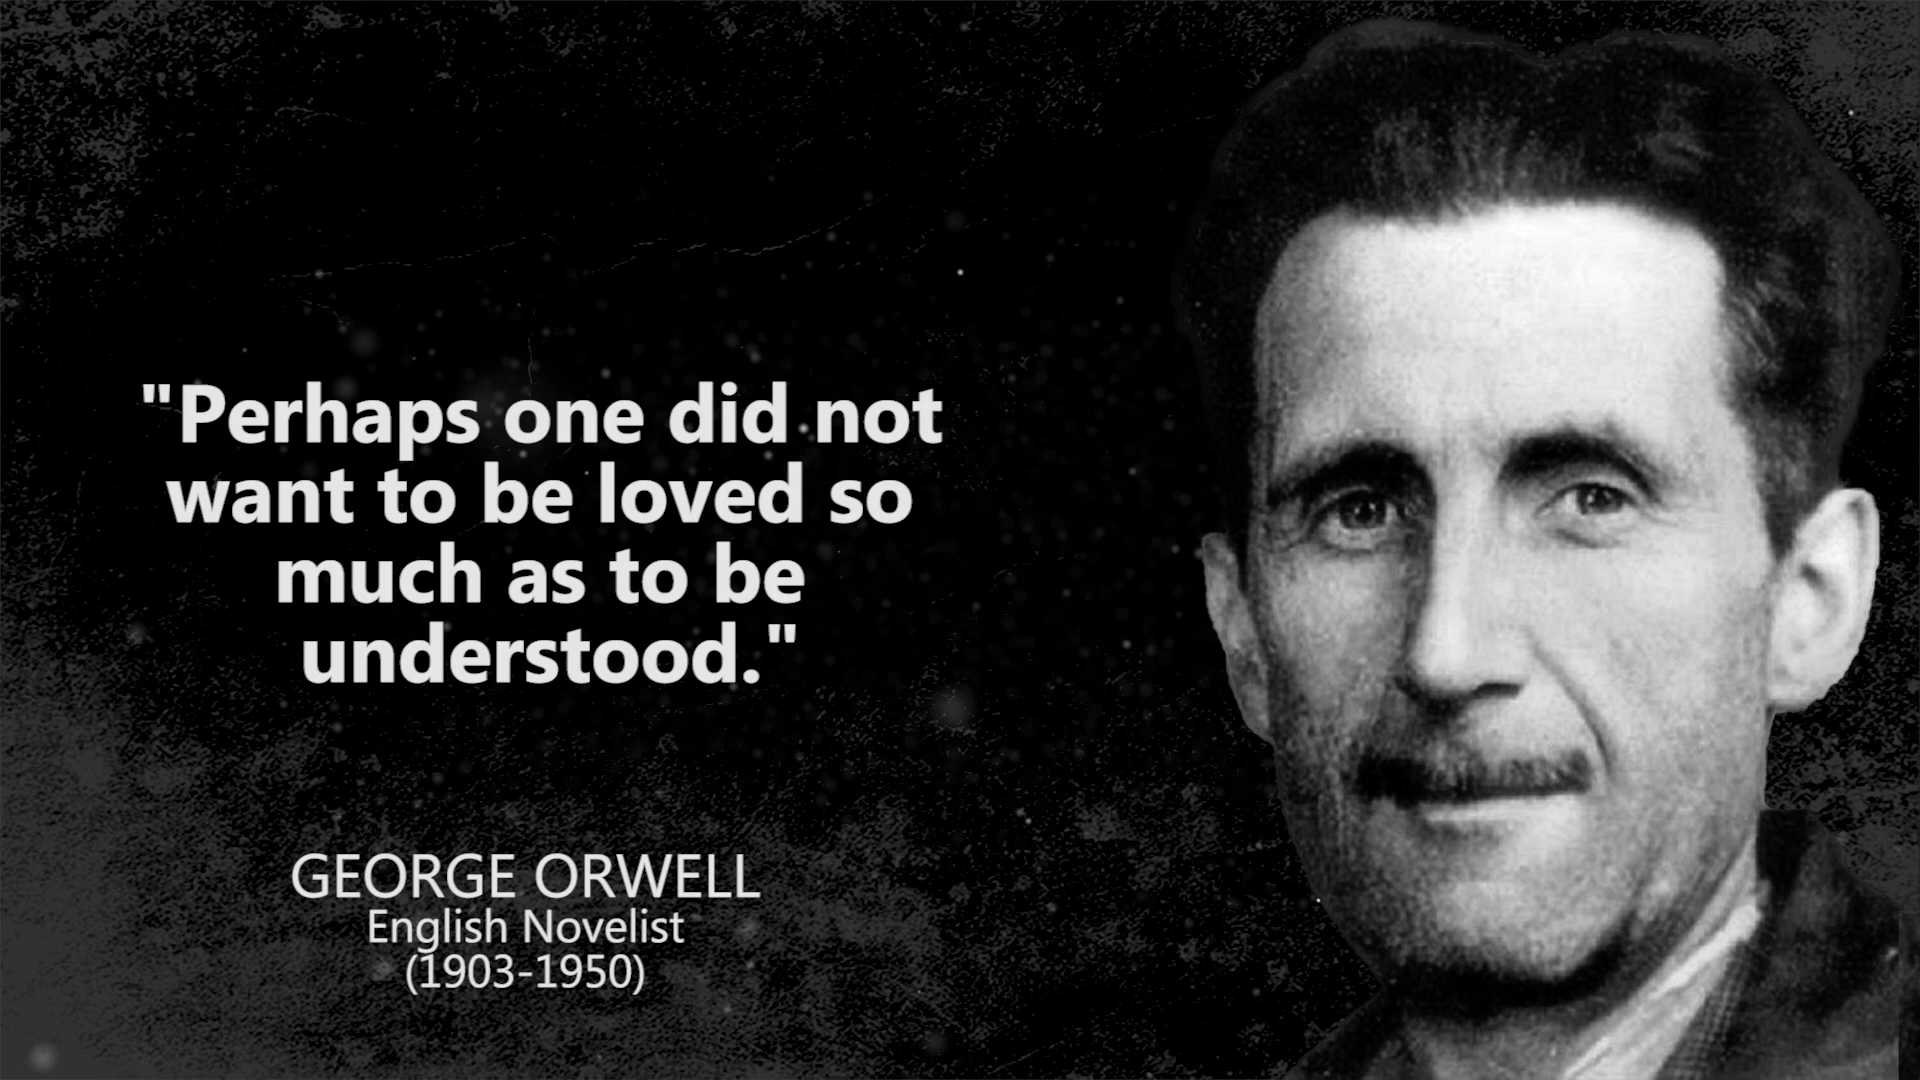 "Perhaps one did not
want to be loved so
much as to be
understood."
GEORGE ORWELL
English Novelist
(1903-1950)